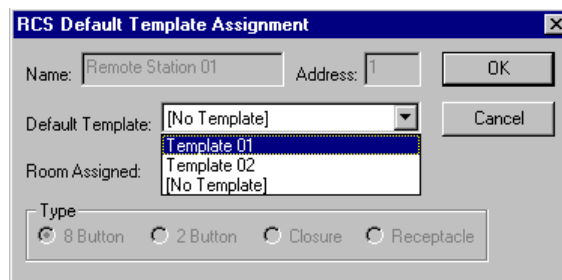 RCS Default Template Assignment
Name: Remote Station 01 Address: 1 OK
Default Template: [No Template] Cancel
Template 01
Template 02
Room Assigned:
[No Template]
Type
8 Button 2 Button Closure Receptacle